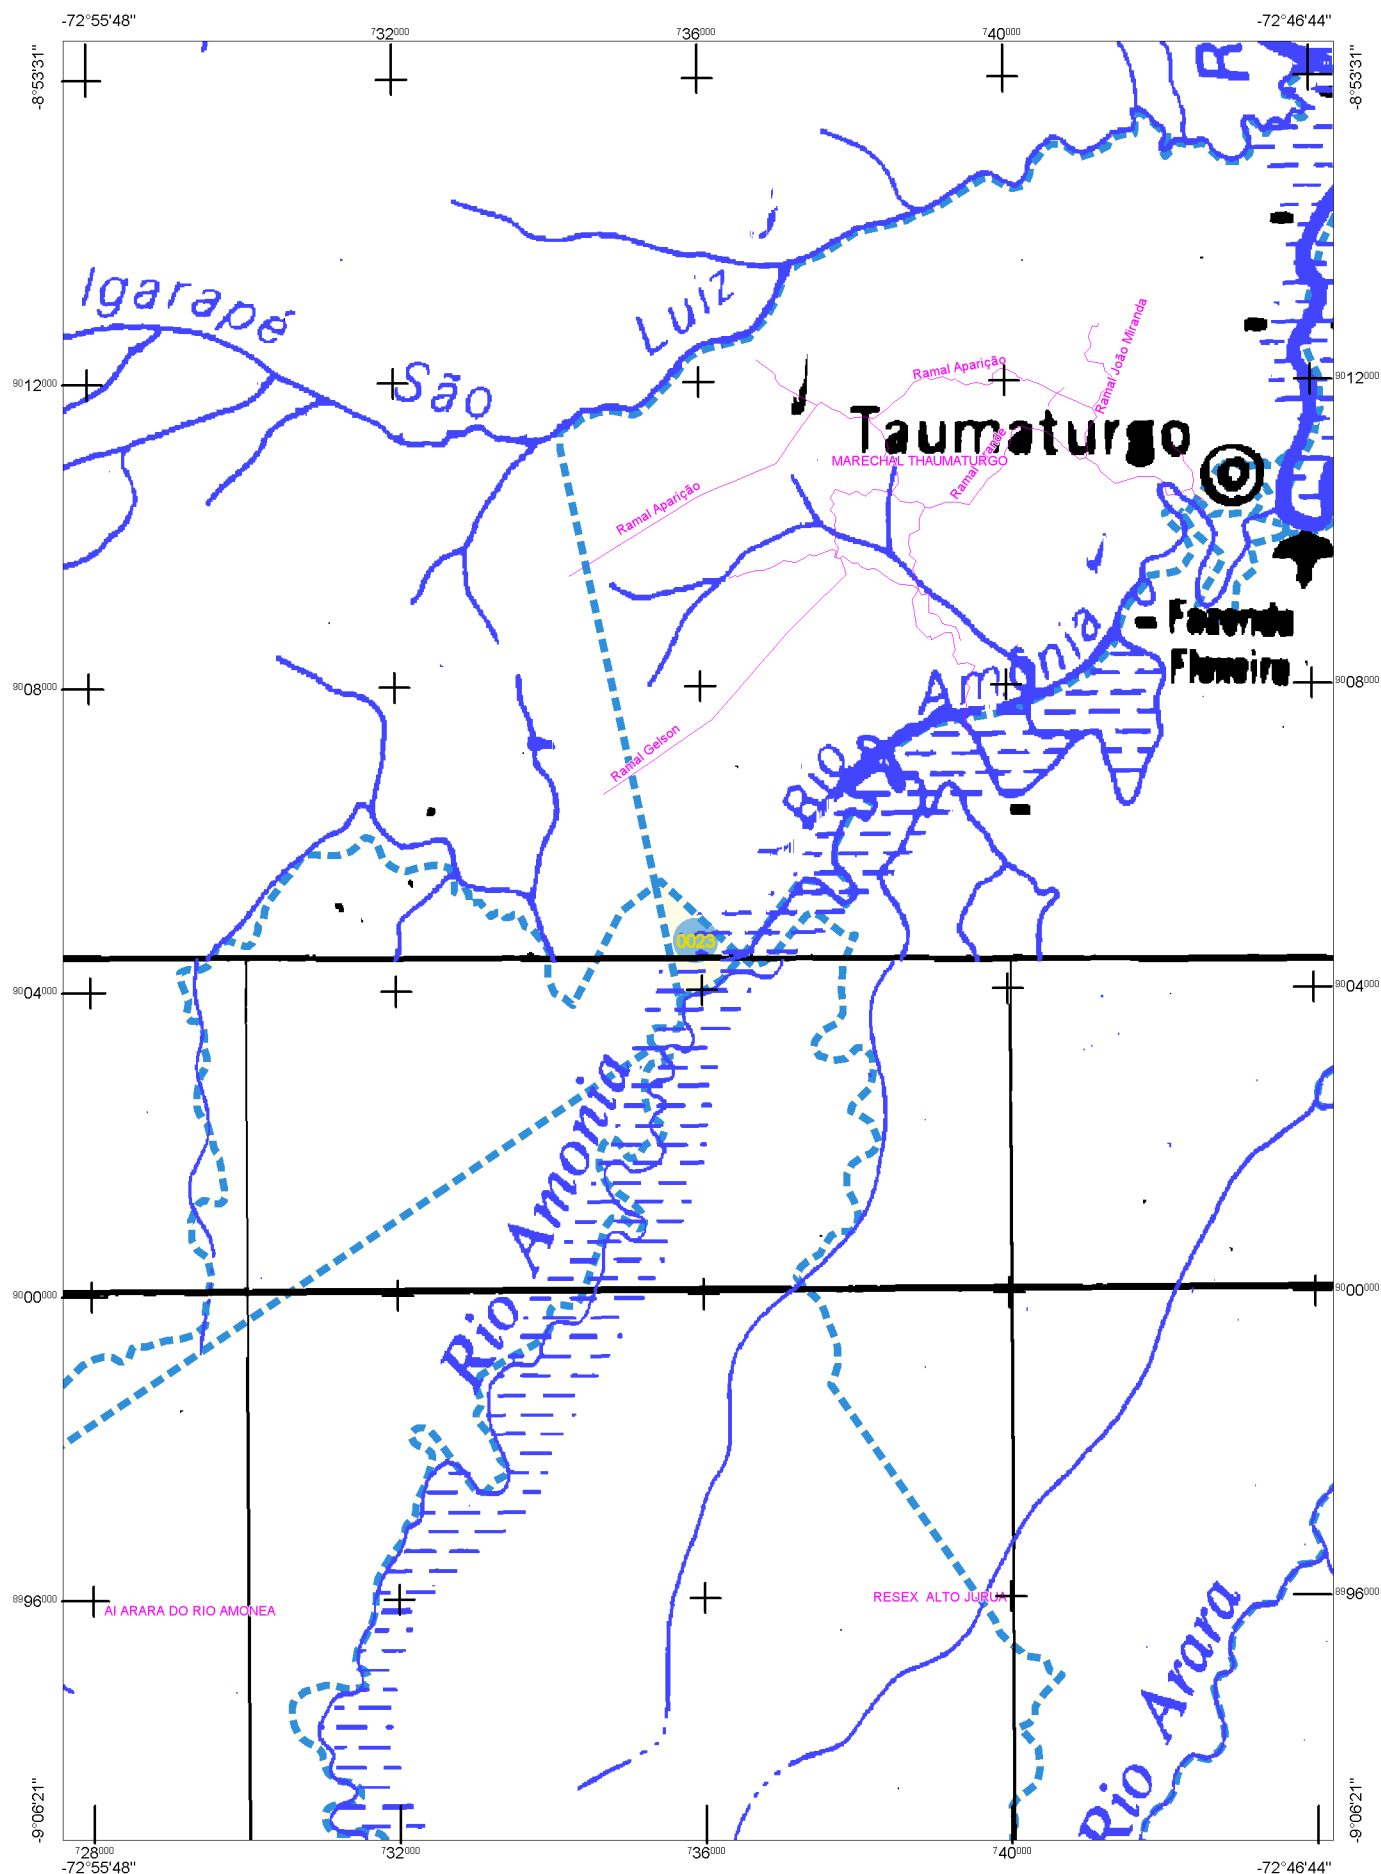 -72°55'48"
-72°46'44"
732000
736000
740000
-8°53'31"
-8°53'31"
R
Igarapé
São
Luiz
Ramal João Miranda
Ramal Aparição
9012000
9012000
Taumaturgo
MARECHAL THAUMATURGO
Ramal Grande
Ramal Aparição
Fazenda
Amônia
Rio
9008000
9008000
Ramal Gelson
0023
9004000
9004000
Rio Amonia
9000000
9000000
8996000
8996000
AI ARARA DO RIO AMONEA
RESEX ALTO JURUA
Rio Arara
-9°06'21"
-9°06'21"
728000
732000
736000
740000
-72°55'48"
-72°46'44"